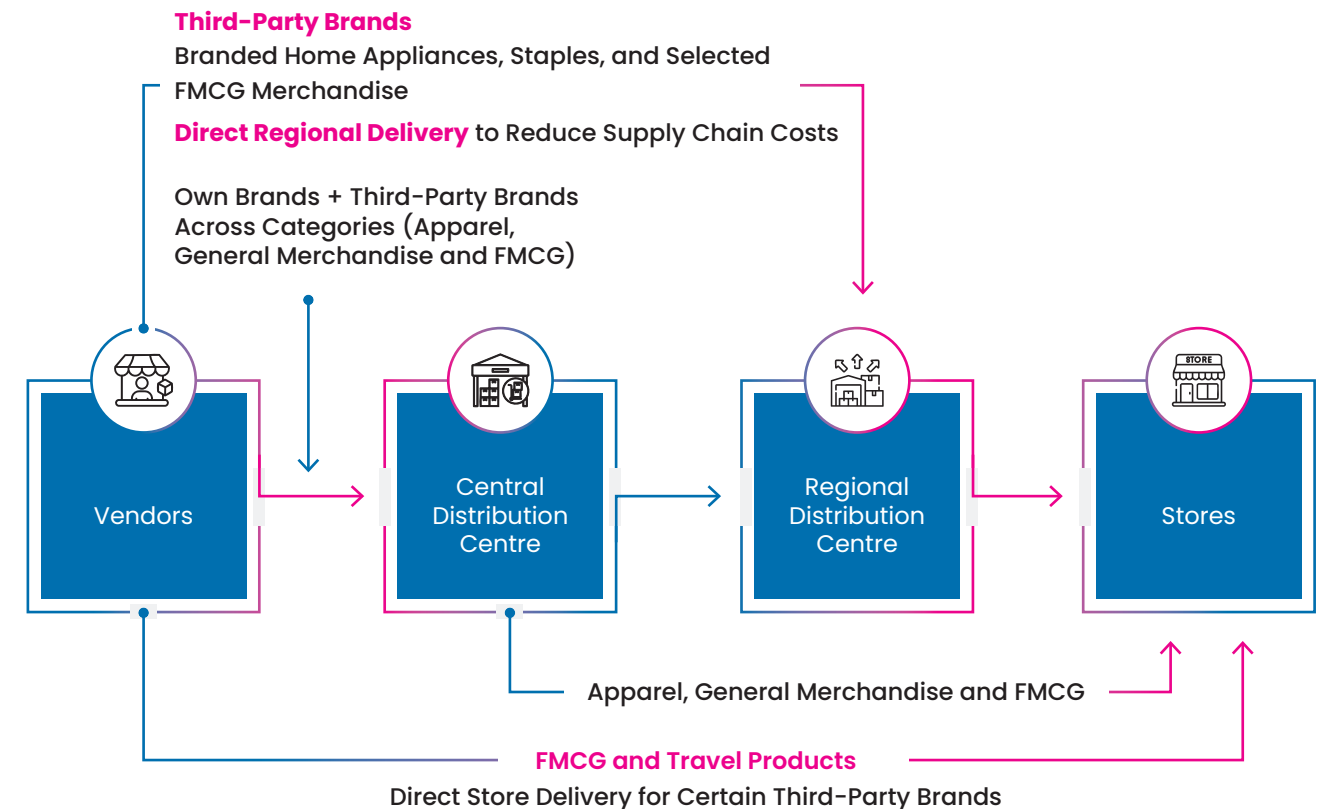 Third-Party Brands
Branded Home Appliances, Staples, and Selected
FMCG Merchandise
Direct Regional Delivery to Reduce Supply Chain Costs
Own Brands + Third-Party Brands
Across Categories (Apparel,
General Merchandise and FMCG)
STORE
Vendors
Central
Distribution
Centre
Regional
Distribution
Centre
Stores
Apparel, General Merchandise and FMCG
FMCG and Travel Products
Direct Store Delivery for Certain Third-Party Brands